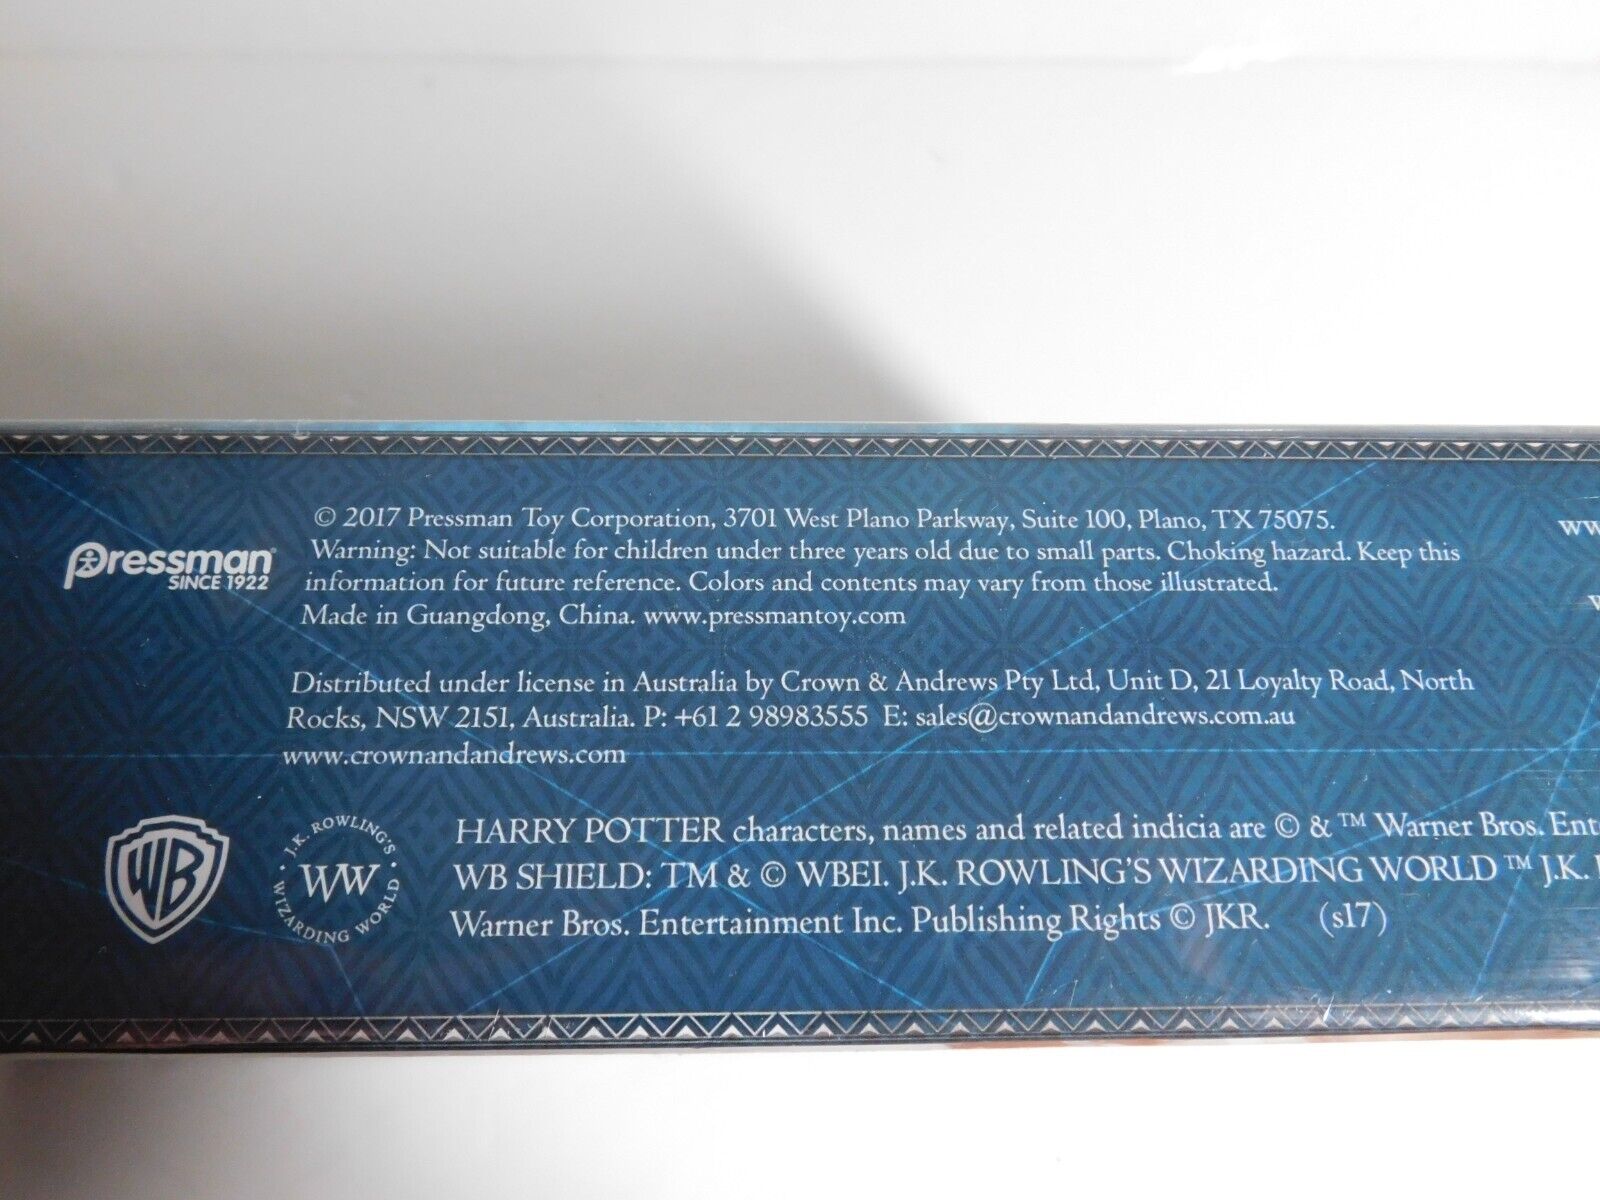 Pressman
SINCE 1922
© 2017 Pressman Toy Corporation, 3701 West Plano Parkway, Suite 100, Plano, TX 75075.
Warning: Not suitable for children under three years old due to small parts. Choking hazard. Keep this
information for future reference. Colors and contents may vary from those illustrated.
Made in Guangdong, China. www.pressmantoy.com
Distributed under license in Australia by Crown & Andrews Pty Ltd, Unit D, 21 Loyalty Road, North
Rocks, NSW 2151, Australia. P: +61 2 98983555 E: sales@crownandandrews.com.au
www.crownandandrews.com
WB
J.K. ROWLING'S
WW
WIZARDING WORLD
HARRY POTTER characters, names and related indicia are © & ™ Warner Bros.
WB SHIELD: TM & © WBEI. J.K. ROWLING'S WIZARDING WORLD ™ J.K.
Warner Bros. Entertainment Inc. Publishing Rights © JKR. (s17)